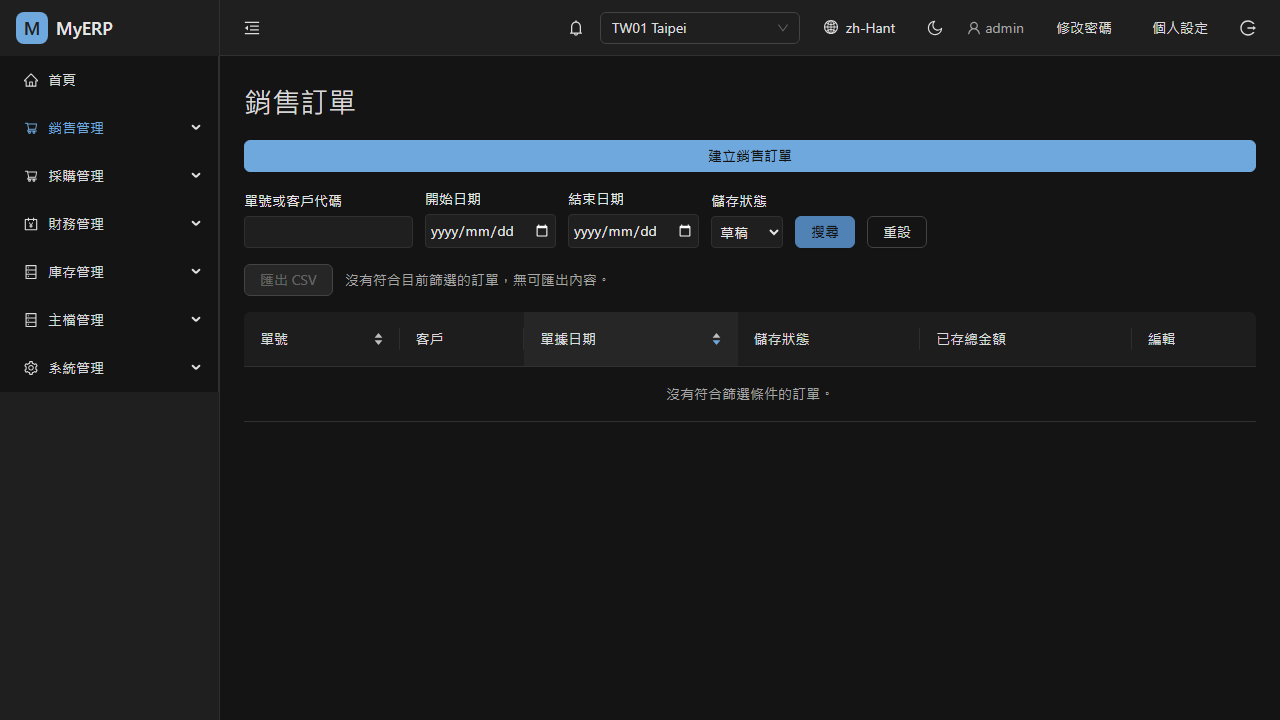 M MyERP
TW01 Taipei
zh-Hant
admin
修改密碼
個人設定
首頁
銷售管理
採購管理
財務管理
庫存管理
主檔管理
系統管理
銷售訂單
建立銷售訂單
單號或客戶代碼
開始日期
yyyy/mm/dd
結束日期
yyyy/mm/dd
儲存狀態
草稿
搜尋
重設
匯出 CSV
沒有符合目前篩選的訂單，無可匯出內容。
單號 客戶 單據日期 儲存狀態 已存總金額 編輯
沒有符合篩選條件的訂單。